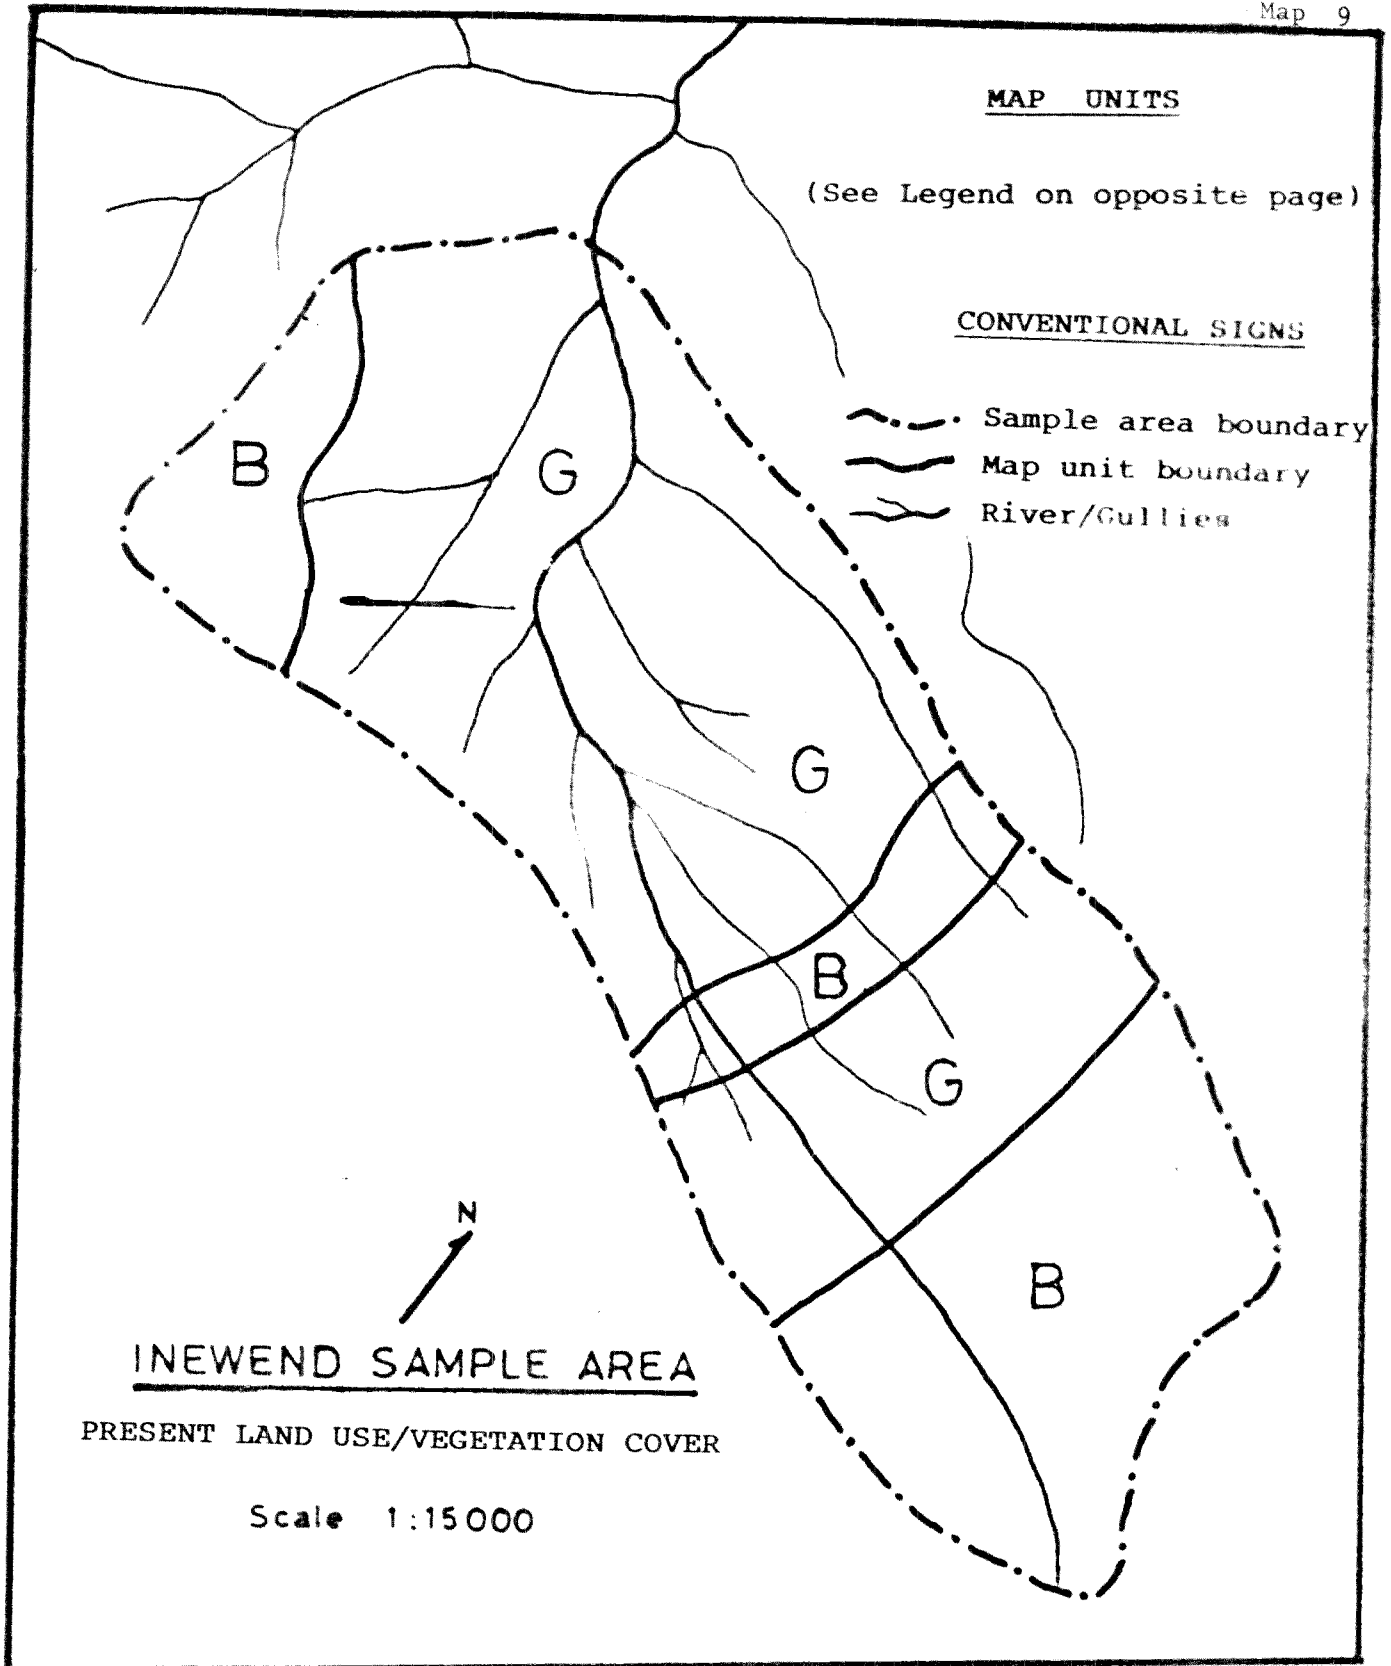 Map 9
MAP UNITS
(See Legend on opposite page)
CONVENTIONAL SIGNS
Sample area boundary
Map unit boundary
River/Gullies
B
G
G
B
G
B
N
INEWEND SAMPLE AREA
PRESENT LAND USE/VEGETATION COVER
Scale 1:15000